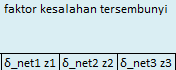 faktor kesalahan tersembunyi
δ_net1 z1 δ_net2 z2 δ_net3 z3